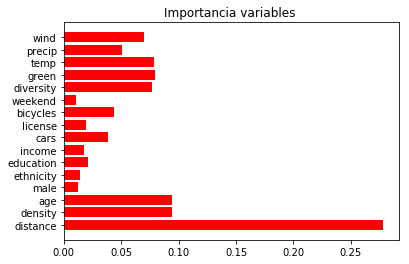 Importancia variables
wind
precip
temp
green
diversity
weekend
bicycles
license
cars
income
education
ethnicity
male
age
density
distance
0.00 0.05 0.10 0.15 0.20 0.25